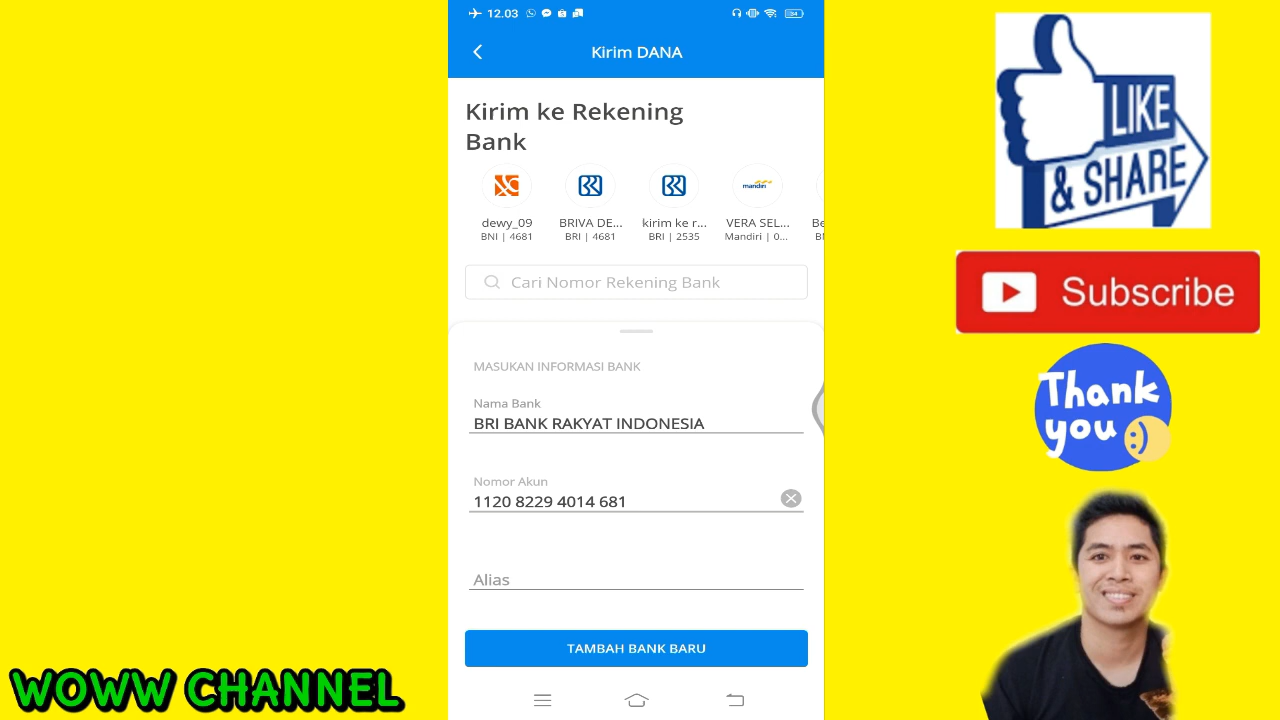 12.03
84
Kirim DANA
Kirim ke Rekening
Bank
mandiri
dewy_09
BRIVA DE...
kirim ke r...
VERA SEL...
Be
BNI | 4681
BRI | 4681
BRI | 2535
Mandiri | 0...
Cari Nomor Rekening Bank
MASUKAN INFORMASI BANK
Nama Bank
BRI BANK RAKYAT INDONESIA
Nomor Akun
1120 8229 4014 681
Alias
TAMBAH BANK BARU
LIKE
& SHARE
Subscribe
Thank
you
WOWW CHANNEL